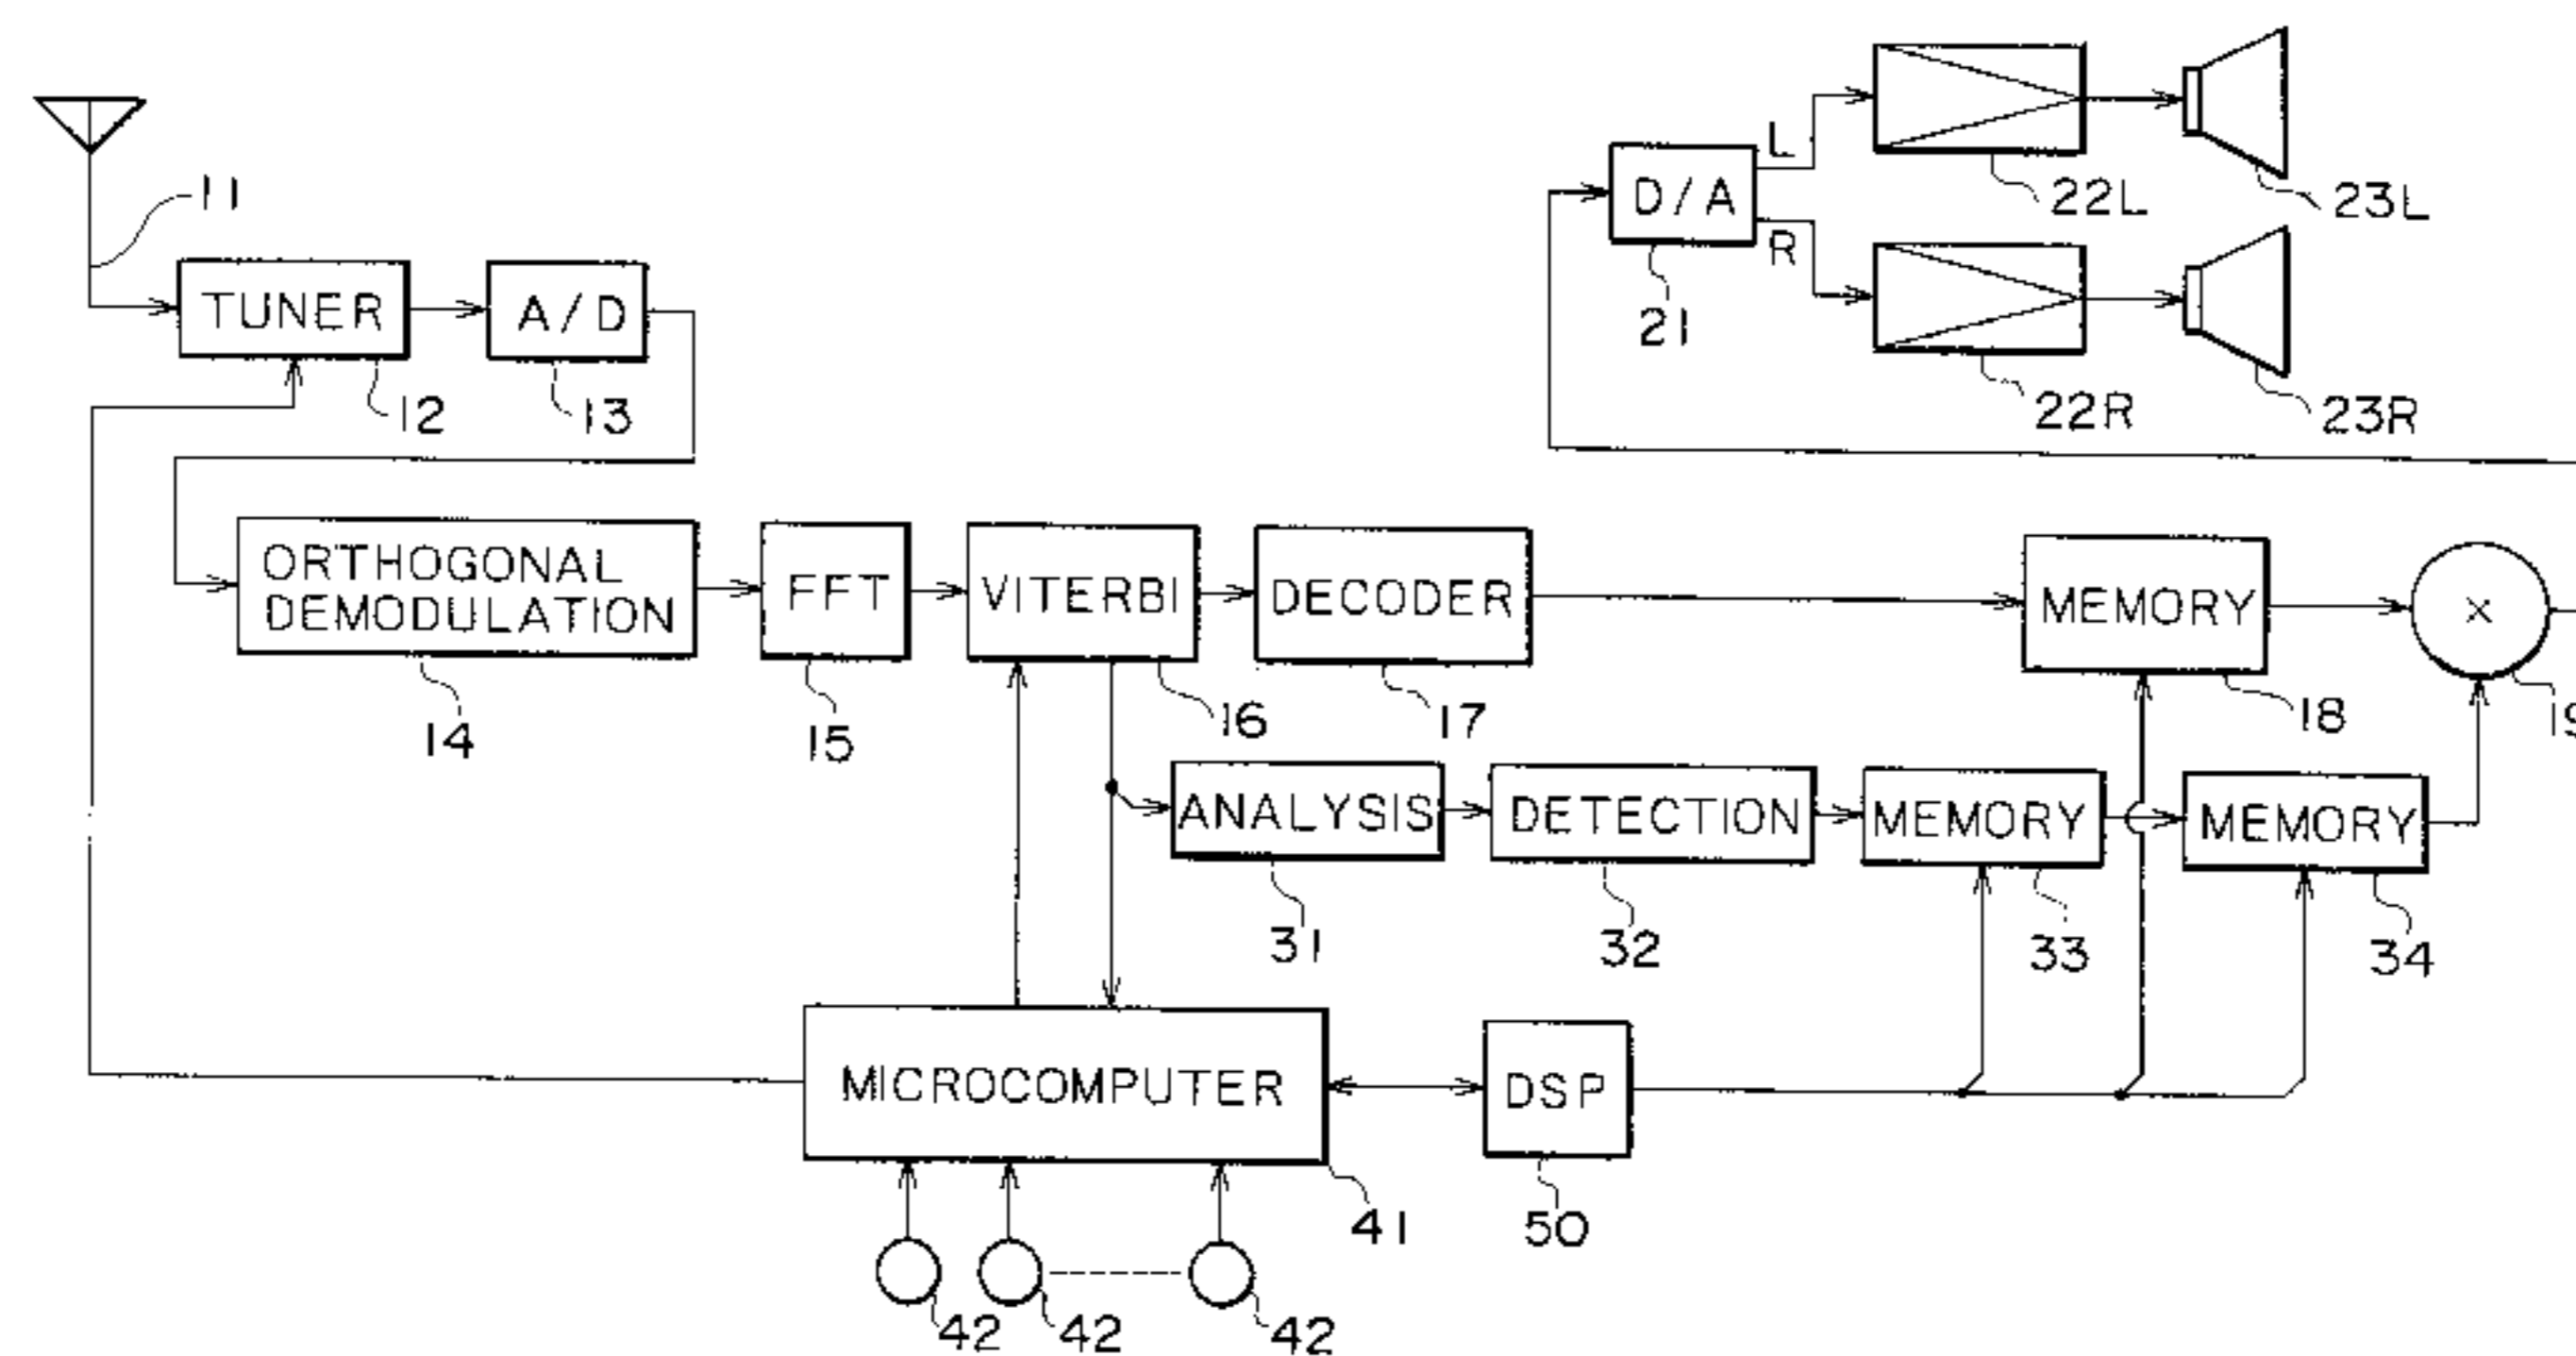 11
TUNER
12
A/D
13
D/A
21
L
R
22L
22R
23L
23R
ORTHOGONAL
DEMODULATION
14
FFT
15
VITERBI
16
DECODER
17
MEMORY
18
×
19
ANALYSIS
31
DETECTION
32
MEMORY
33
MEMORY
34
MICROCOMPUTER
41
DSP
50
42
42
42